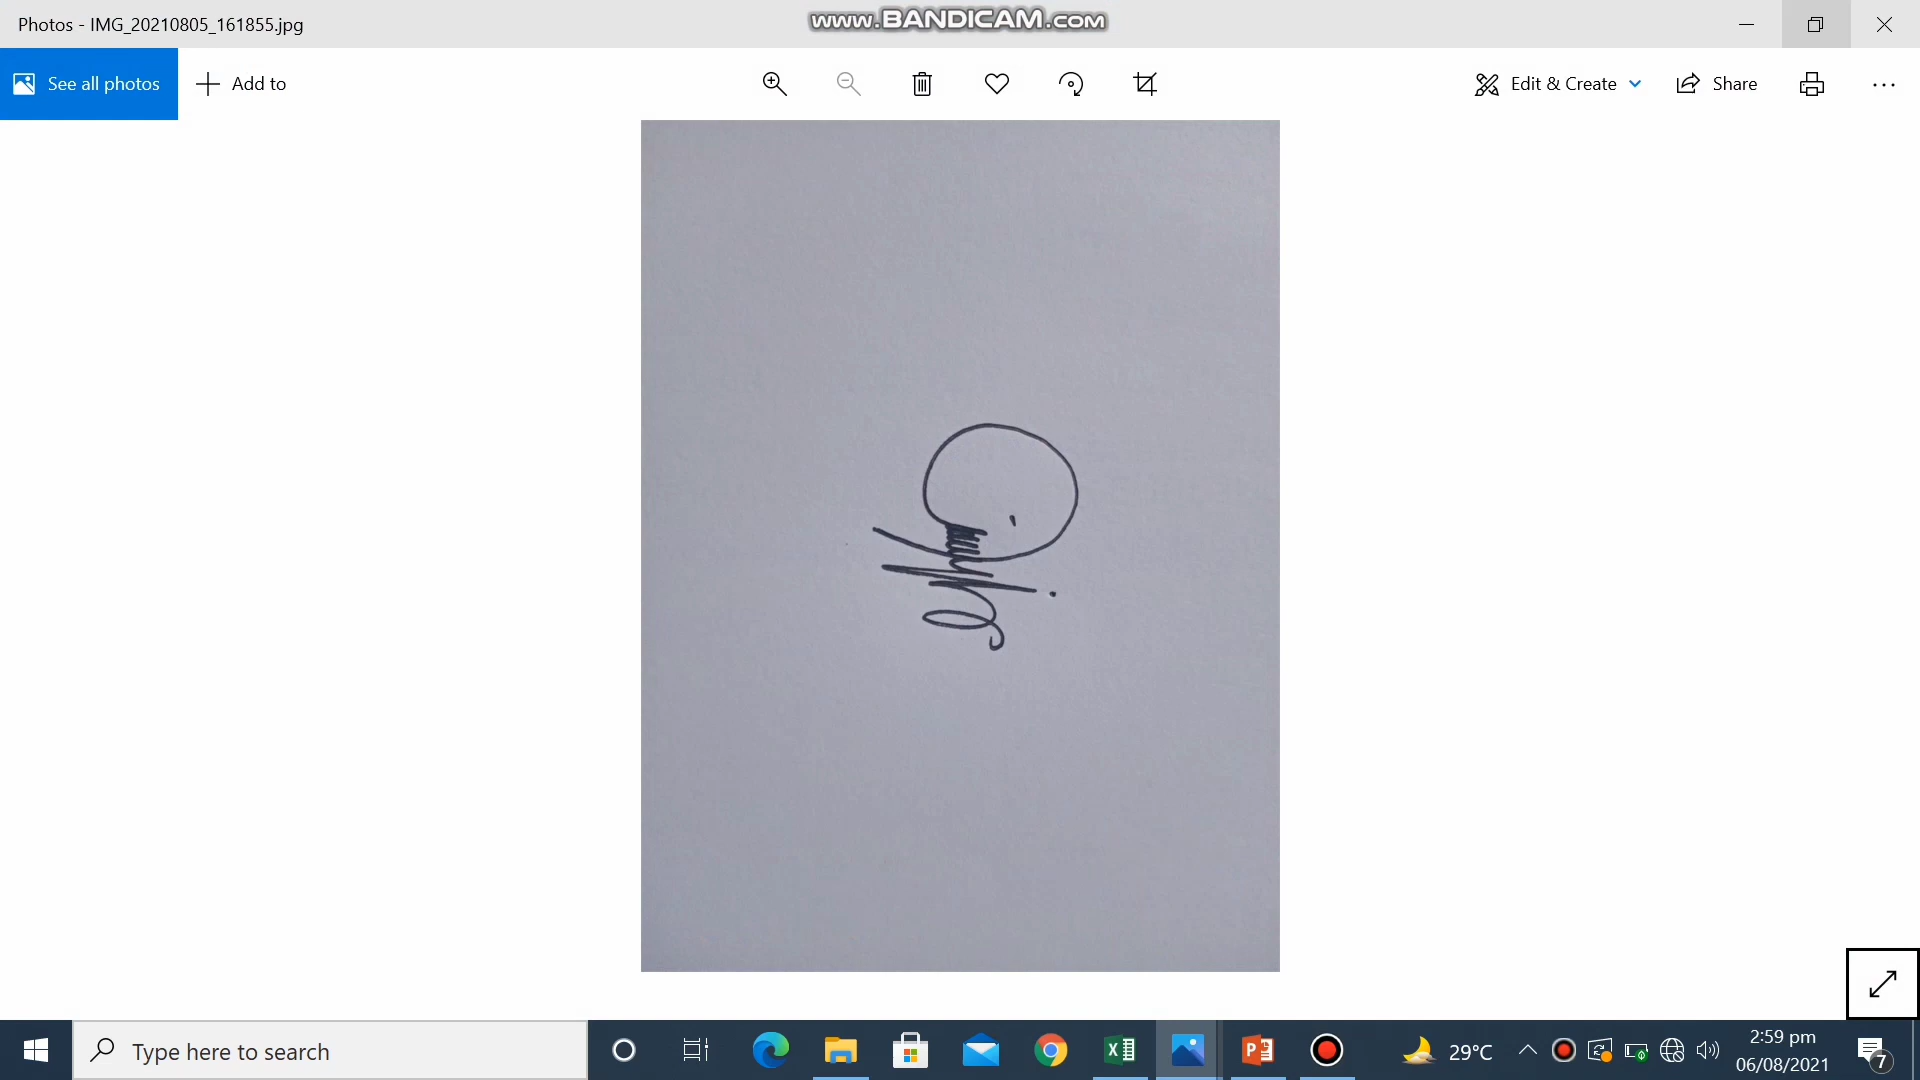 Photos - IMG_20210805_161855.jpg
www.BANDICAM.com
See all photos
Add to
Edit & Create
Share
Type here to search
29°C
2:59 pm
06/08/2021
7